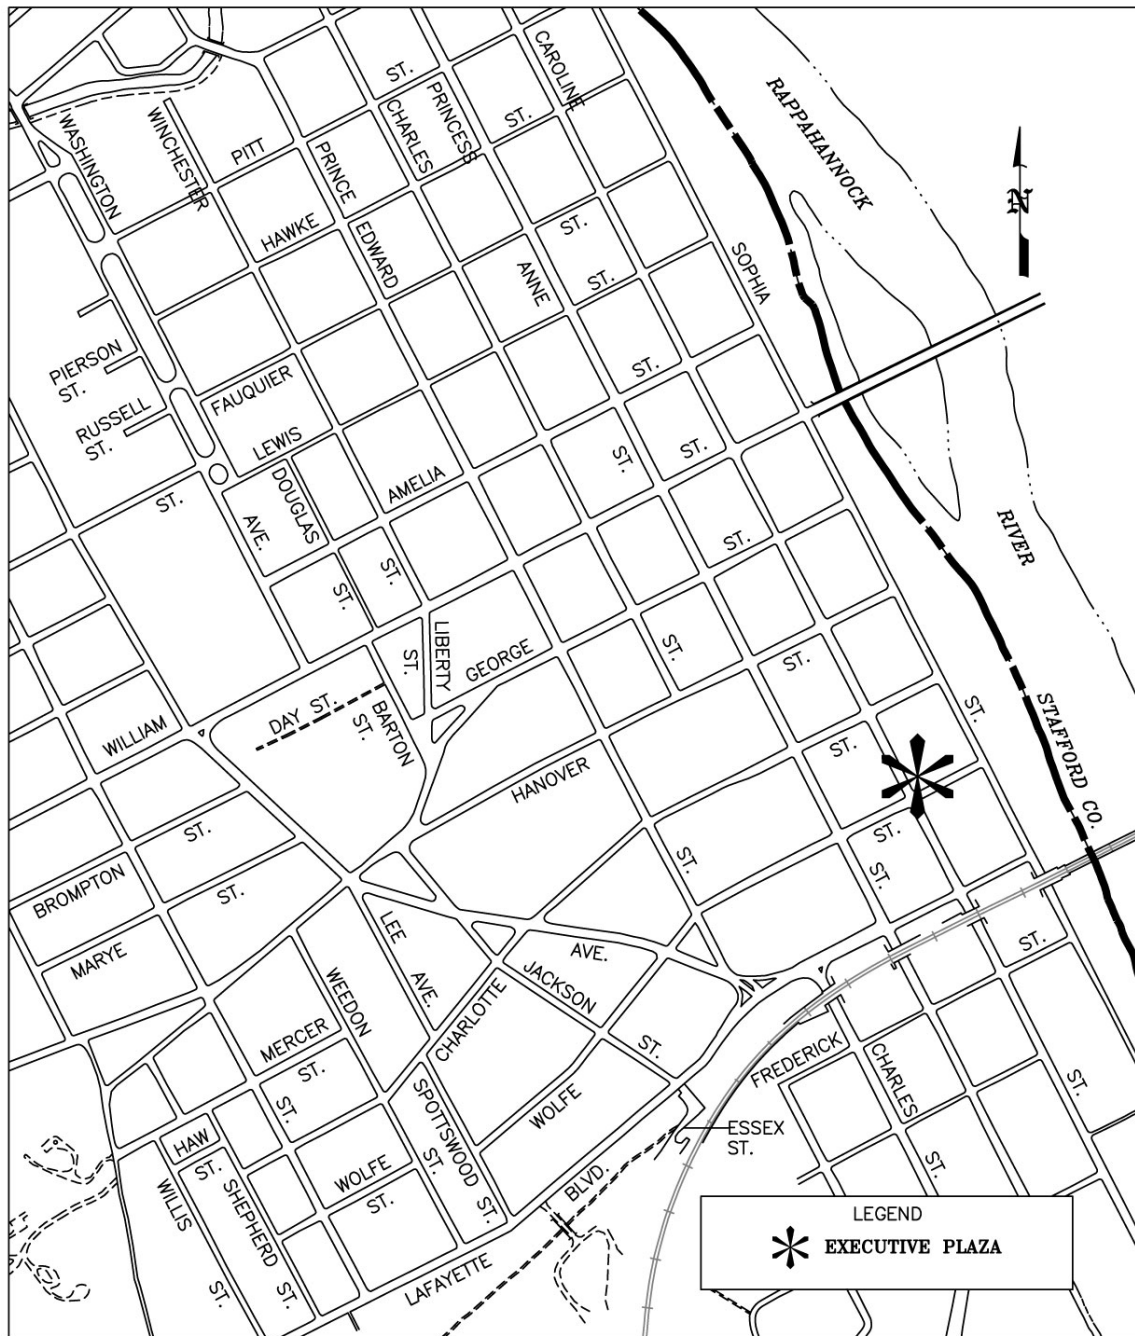 CAROLINE
ST.
PRINCESS
ST.
RAPPAHANNOCK
CHARLES
WASHINGTON
WINCHESTER
PITT
PRINCE
N
HAWKE
EDWARD
ST.
ANNE
ST.
SOPHIA
PIERSON
ST.
FAUQUIER
ST.
RUSSELL
ST.
LEWIS
ST.
ST.
AMELIA
DOUGLAS
ST.
AVE.
RIVER
ST.
ST.
ST.
LIBERTY
ST.
GEORGE
ST.
ST.
DAY ST.
BARTON
ST.
WILLIAM
ST.
STAFFORD CO.
ST.
HANOVER
ST.
ST.
ST.
ST.
BROMPTON
ST.
LEE
AVE.
MARYE
AVE.
JACKSON
ST.
WEEDON
CHARLOTTE
MERCER
ST.
ST.
FREDERICK
CHARLES
ST.
SPOTTSWOOD
ST.
WOLFE
ESSEX
ST.
HAW
ST.
WOLFE
ST.
ST.
BLVD.
ST.
WILLIS
ST.
SHEPHERD
ST.
LAFAYETTE
LEGEND
EXECUTIVE PLAZA